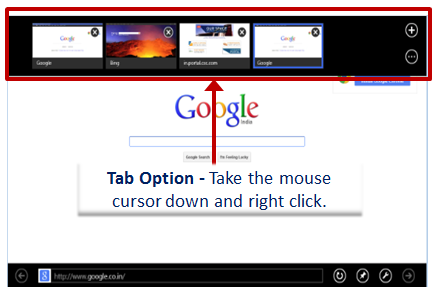 Google
Bing
in.portal.csc.com
Google
Google
India
Google Search
I'm Feeling Lucky
Tab Option - Take the mouse
cursor down and right click.
http://www.google.co.in/